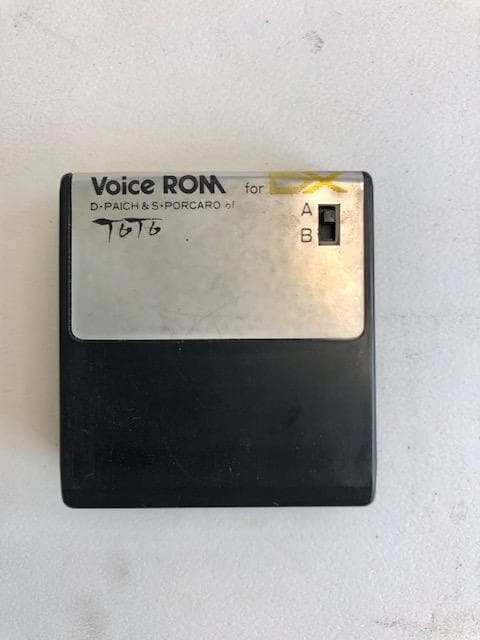 Voice ROM for DX
D•PAICH & S•PORCARO of
TOTO
A
B